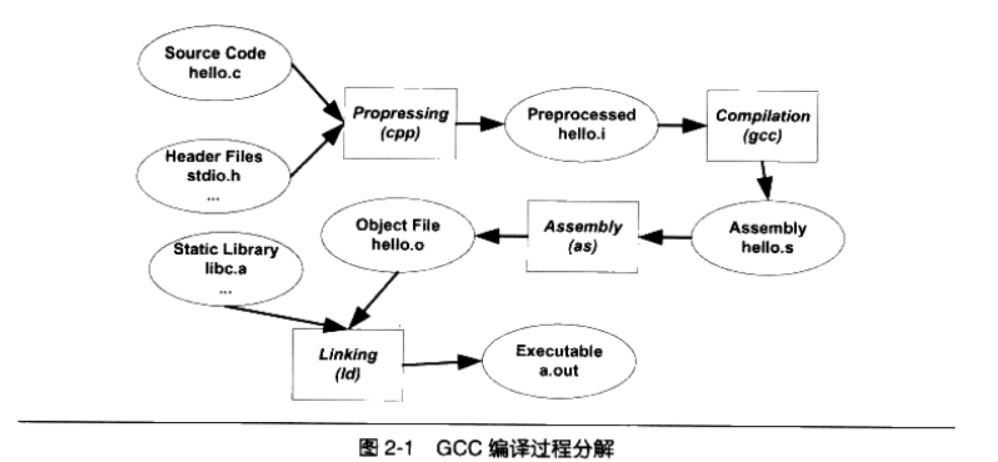 Source Code
hello.c
Propressing
(cpp)
Preprocessed
hello.i
Compilation
(gcc)
Header Files
stdio.h
...
Object File
hello.o
Assembly
(as)
Assembly
hello.s
Static Library
libc.a
...
Linking
(ld)
Executable
a.out
图 2-1 GCC 编译过程分解